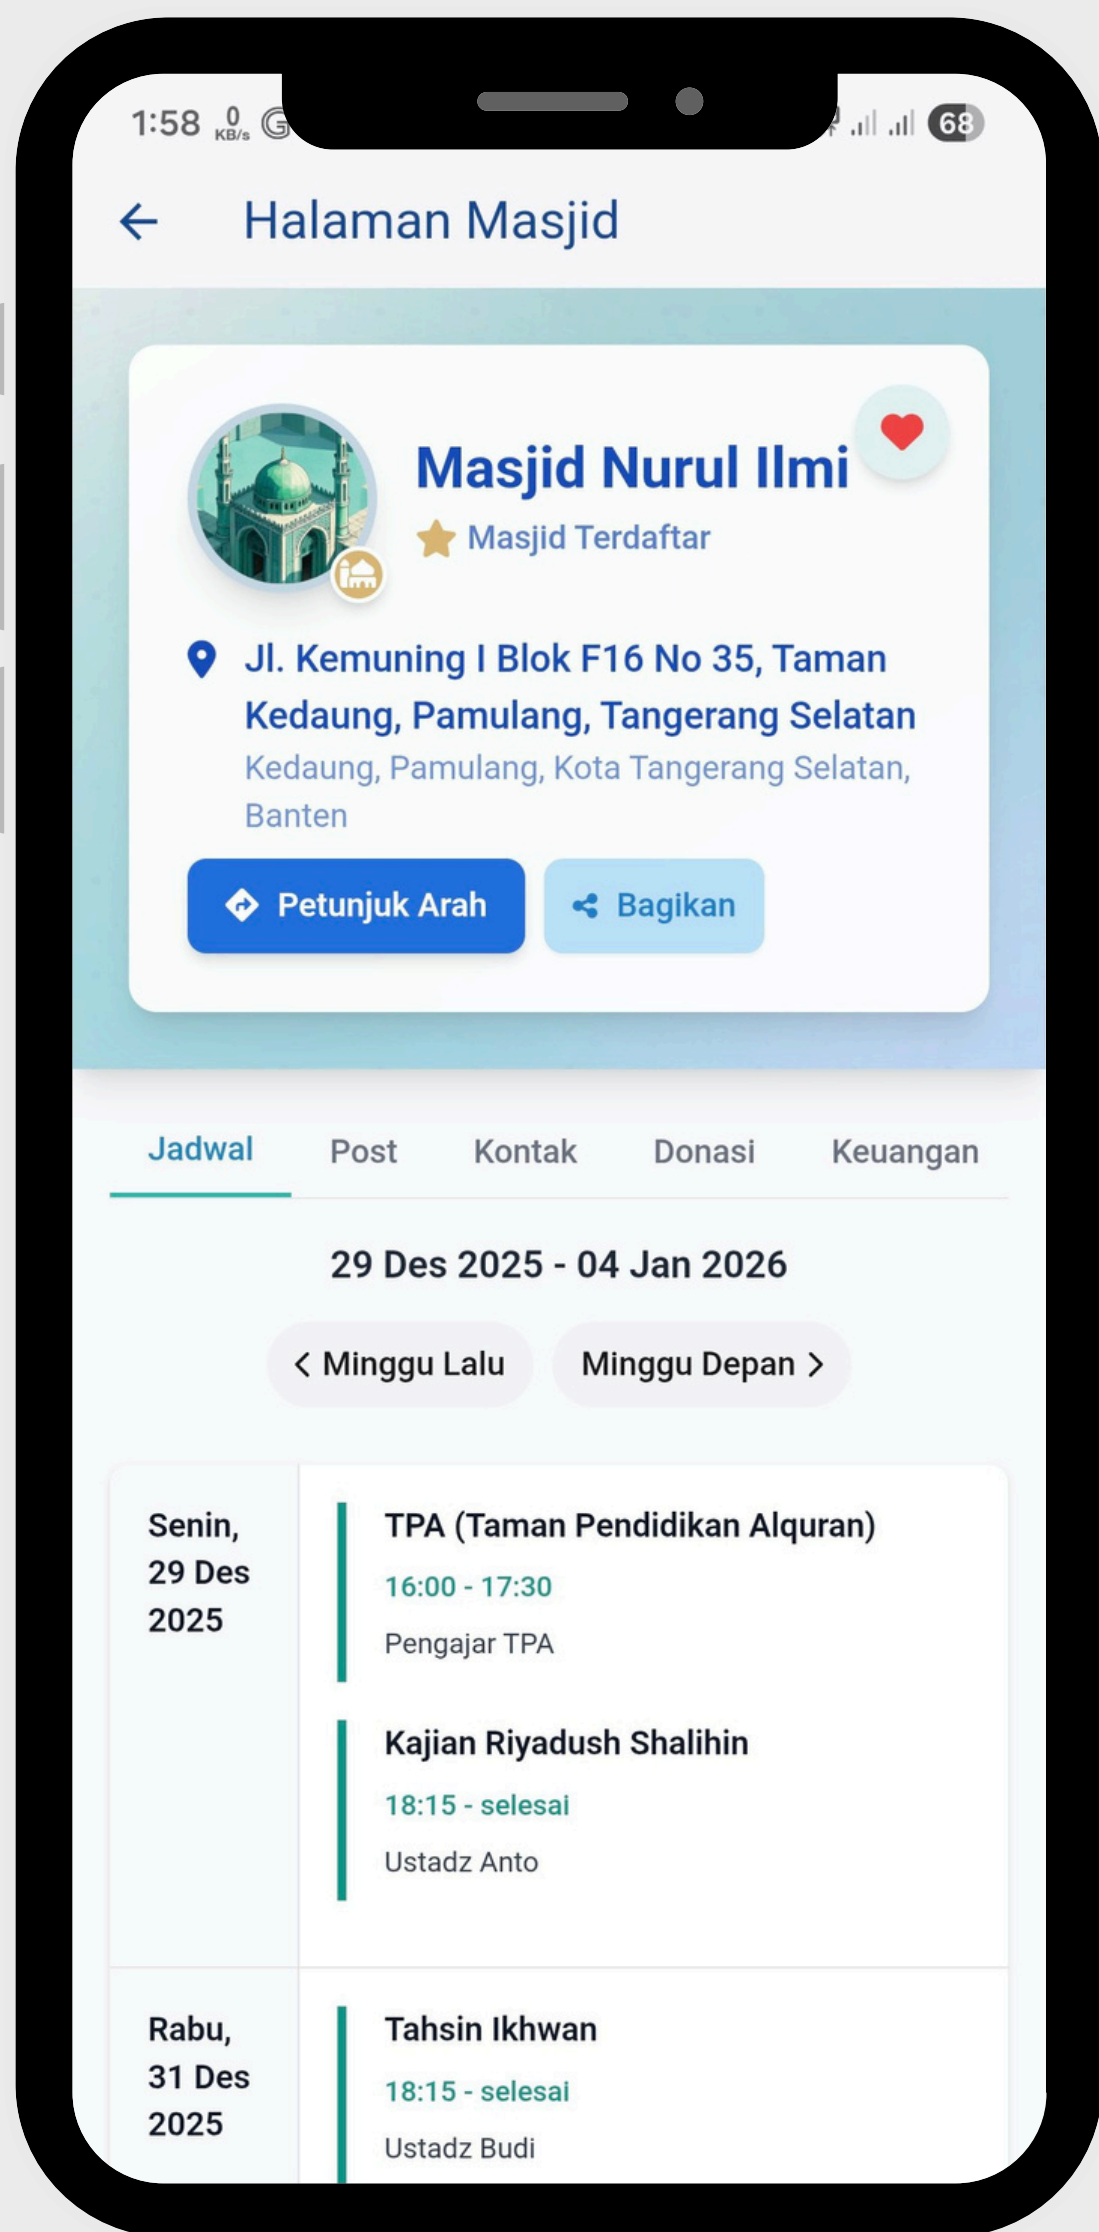 1:58 0 KB/s G 68
Halaman Masjid
Masjid Nurul Ilmi
Masjid Terdaftar
Jl. Kemuning I Blok F16 No 35, Taman
Kedaung, Pamulang, Tangerang Selatan
Kedaung, Pamulang, Kota Tangerang Selatan,
Banten
Petunjuk Arah
Bagikan
Jadwal Post Kontak Donasi Keuangan
29 Des 2025 - 04 Jan 2026
Minggu Lalu
Minggu Depan
Senin,
29 Des
2025
TPA (Taman Pendidikan Alquran)
16:00 - 17:30
Pengajar TPA
Kajian Riyadush Shalihin
18:15 - selesai
Ustadz Anto
Rabu,
31 Des
2025
Tahsin Ikhwan
18:15 - selesai
Ustadz Budi